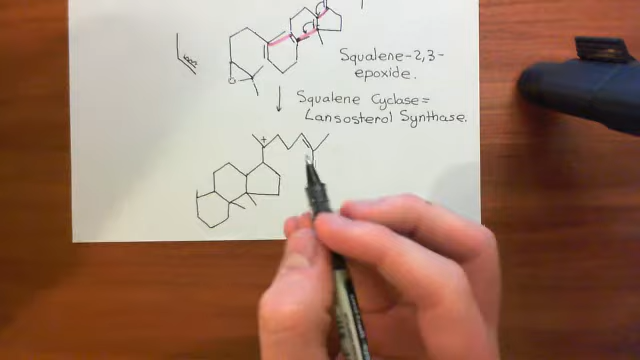 Squalene-2,3-
epoxide.
Squalene Cyclase=
Lansosterol Synthase.
O
+